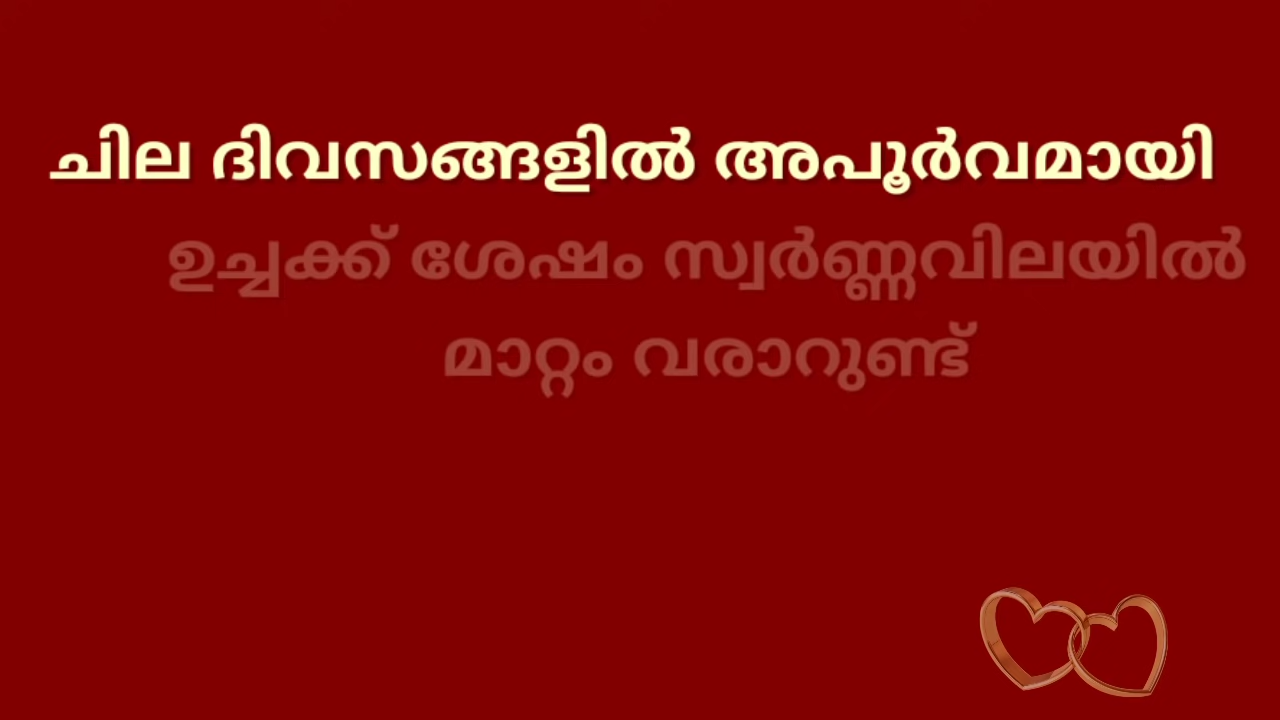 ചില ദിവസങ്ങളിൽ അപൂർവമായി
ഉച്ചക്ക് ശേഷം സ്വർണ്ണവിലയിൽ
മാറ്റം വരാറുണ്ട്